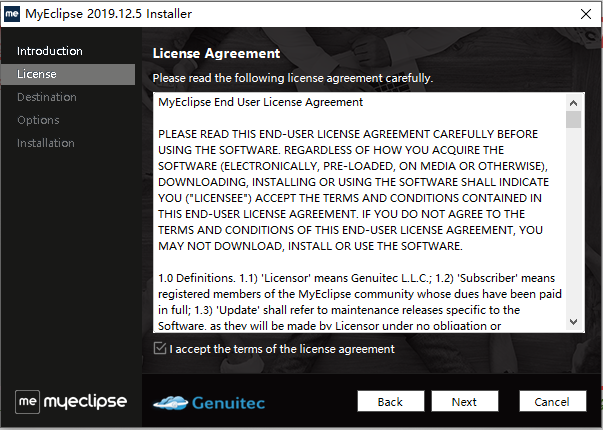 MyEclipse 2019.12.5 Installer
Introduction
License
Destination
Options
Installation
License Agreement
Please read the following license agreement carefully.
MyEclipse End User License Agreement
PLEASE READ THIS END-USER LICENSE AGREEMENT CAREFULLY BEFORE
USING THE SOFTWARE. REGARDLESS OF HOW YOU ACQUIRE THE
SOFTWARE (ELECTRONICALLY, PRE-LOADED, ON MEDIA OR OTHERWISE),
DOWNLOADING, INSTALLING OR USING THE SOFTWARE SHALL INDICATE
YOU ("LICENSEE") ACCEPT THE TERMS AND CONDITIONS CONTAINED IN
THIS END-USER LICENSE AGREEMENT. IF YOU DO NOT AGREE TO THE
TERMS AND CONDITIONS OF THIS END-USER LICENSE AGREEMENT, YOU
MAY NOT DOWNLOAD, INSTALL OR USE THE SOFTWARE.
1.0 Definitions. 1.1) 'Licensor' means Genuitec L.L.C.; 1.2) 'Subscriber' means
registered members of the MyEclipse community whose dues have been paid
in full; 1.3) 'Update' shall refer to maintenance releases specific to the
Software, as they will be made by Licensor under no obligation or
I accept the terms of the license agreement
me myeclipse
Genuitec
Back
Next
Cancel